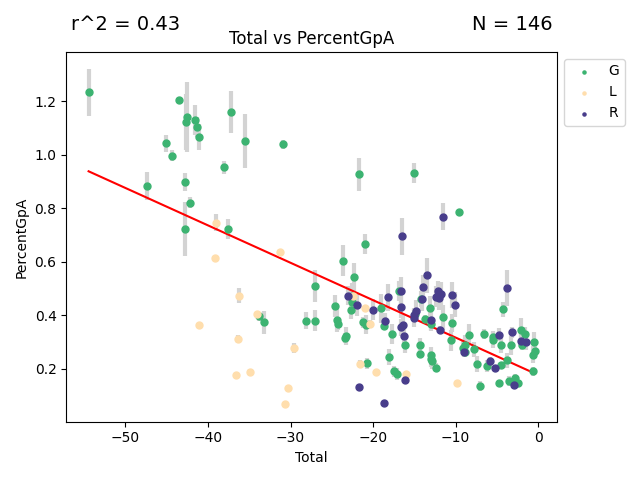 r^2 = 0.43
N = 146
Total vs PercentGpA
G
L
R
1.2
1.0
0.8
0.6
0.4
0.2
PercentGpA
−50
−40
−30
−20
−10
0
Total